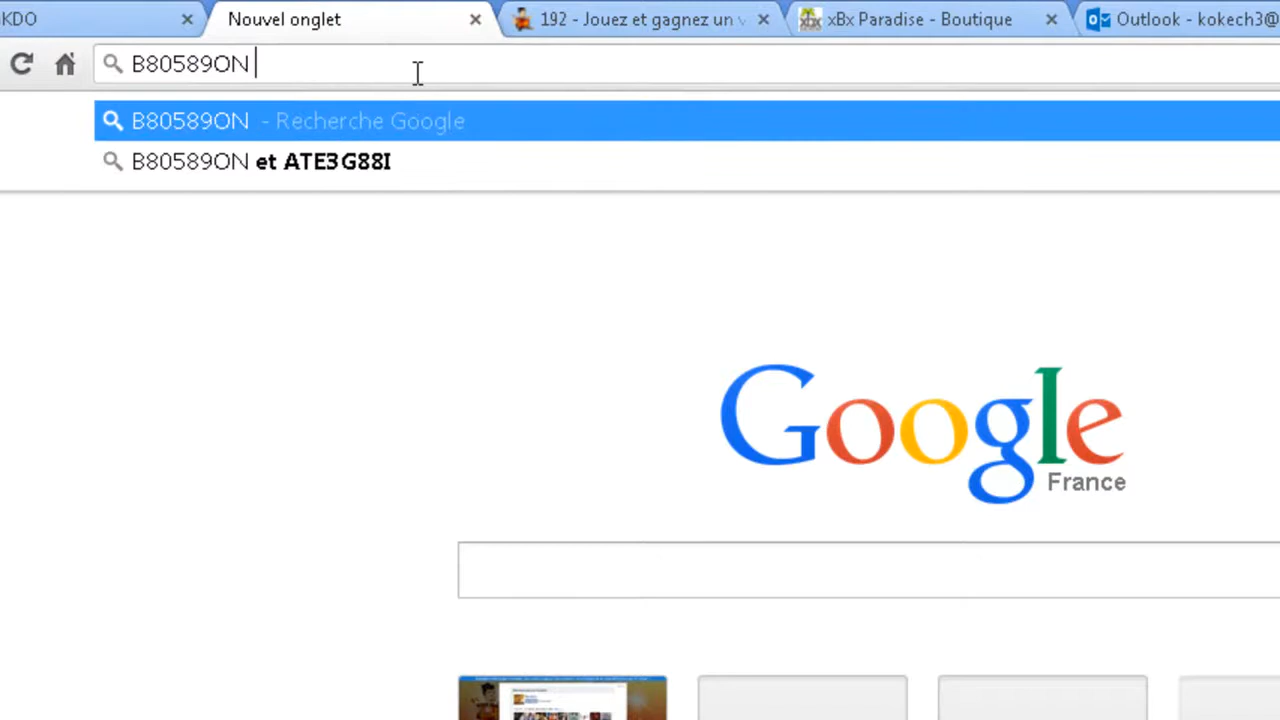 KDO
Nouvel onglet
192 - Jouez et gagnez un
xBx Paradise - Boutique
Outlook - kokech3@
B80589ON
B80589ON - Recherche Google
B80589ON et ATE3G88I
Google
France